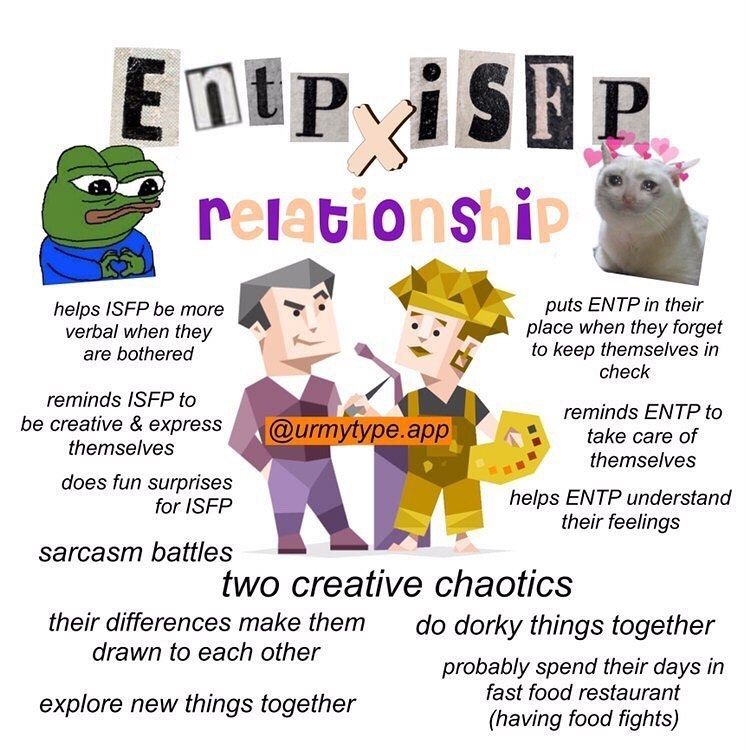 EntP X iSFP
relationship
helps ISFP be more
verbal when they
are bothered
reminds ISFP to
be creative & express
themselves
does fun surprises
for ISFP
puts ENTP in their
place when they forget
to keep themselves in
check
reminds ENTP to
take care of
themselves
helps ENTP understand
their feelings
@urmytype.app
sarcasm battles
two creative chaotics
their differences make them
drawn to each other
do dorky things together
explore new things together
probably spend their days in
fast food restaurant
(having food fights)